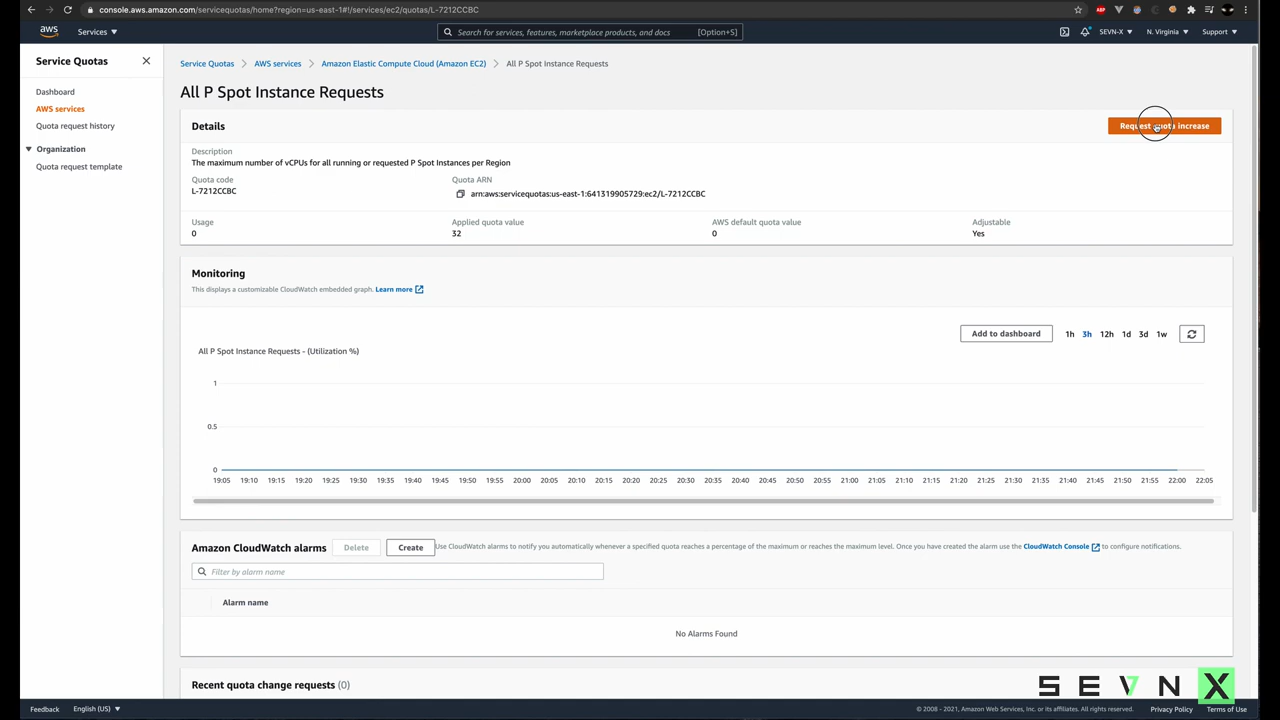 console.aws.amazon.com/servicequotas/home?region=us-east-1#!/services/ec2/quotas/L-7212CCBC
aws Services Search for services, features, marketplace products, and docs [Option+S] SEVN-X N. Virginia Support
Service Quotas
Dashboard
AWS services
Quota request history
Organization
Quota request template
Service Quotas AWS services Amazon Elastic Compute Cloud (Amazon EC2) All P Spot Instance Requests
All P Spot Instance Requests
Details Request quota increase
Description
The maximum number of vCPUs for all running or requested P Spot Instances per Region
Quota code Quota ARN
L-7212CCBC arn:aws:servicequotas:us-east-1:641319905729:ec2/L-7212CCBC
Usage Applied quota value AWS default quota value Adjustable
0 32 0 Yes
Monitoring
This displays a customizable CloudWatch embedded graph. Learn more
Add to dashboard 1h 3h 12h 1d 3d 1w
All P Spot Instance Requests - (Utilization %)
1
0.5
0
19:05 19:10 19:15 19:20 19:25 19:30 19:35 19:40 19:45 19:50 19:55 20:00 20:05 20:10 20:15 20:20 20:25 20:30 20:35 20:40 20:45 20:50 20:55 21:00 21:05 21:10 21:15 21:20 21:25 21:30 21:35 21:40 21:45 21:50 21:55 22:00 22:05
Amazon CloudWatch alarms Delete Create Use CloudWatch alarms to notify you automatically whenever a specified quota reaches a percentage of the maximum or reaches the maximum level. Once you have created the alarm use the CloudWatch Console to configure notifications.
Filter by alarm name
Alarm name
No Alarms Found
Recent quota change requests (0)
SEVNX
Feedback English (US) © 2008 - 2021, Amazon Web Services, Inc. or its affiliates. All rights reserved. Privacy Policy Terms of Use